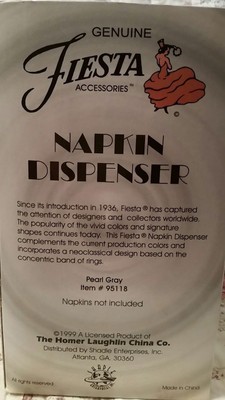 GENUINE
FIESTA
ACCESSORIES™
©
NAPKIN
DISPENSER
Since its introduction in 1936, Fiesta® has captured
the attention of designers and collectors worldwide.
The popularity of the vivid colors and signature
shapes continues today. This Fiesta® Napkin Dispenser
complements the current production colors and
incorporates a neoclassical design based on the
concentric band of rings.
Pearl Gray
Item # 95118
Napkins not included
©1999 A Licensed Product of
The Homer Laughlin China Co.
Distributed by Shadle Enterprises, Inc.
Atlanta, GA 30360
All rights reserved.
Made in China